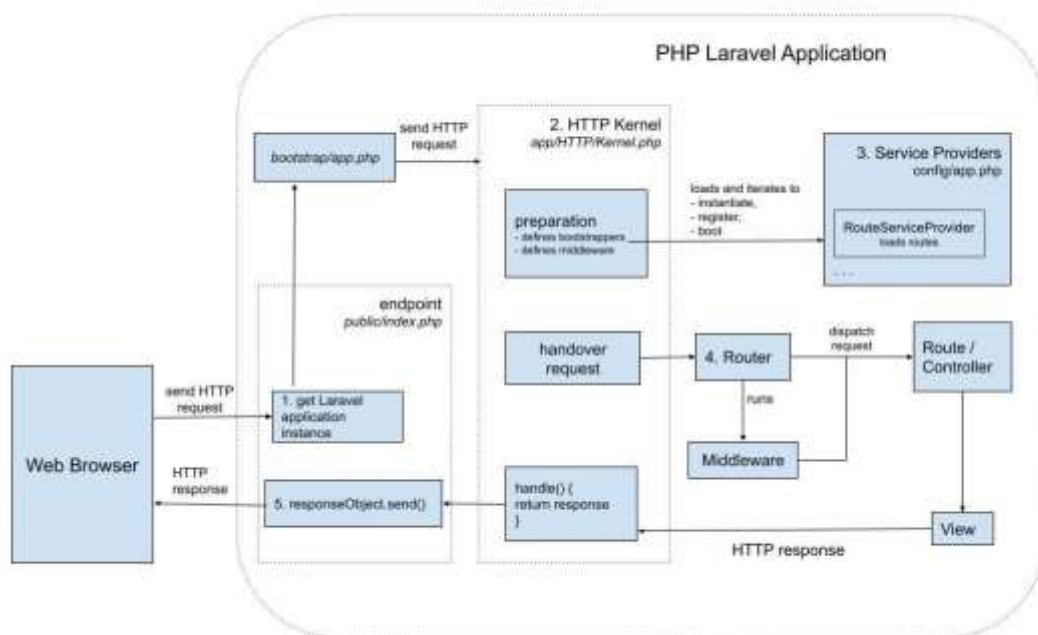 PHP Laravel Application
send HTTP
request
bootstrap/app.php
2. HTTP Kernel
app/HTTP/Kernel.php
3. Service Providers
config/app.php
loads and iterates to
- instantiate,
- register,
- boot
preparation
- defines bootstrappers
- defines middleware
RouteServiceProvider
loads routes
. . .
endpoint
public/index.php
handover
request
4. Router
dispatch
request
Route /
Controller
send HTTP
request
1. get Laravel
application
instance
runs
Middleware
Web Browser
HTTP
response
5. responseObject.send()
handle() {
return response
}
View
HTTP response